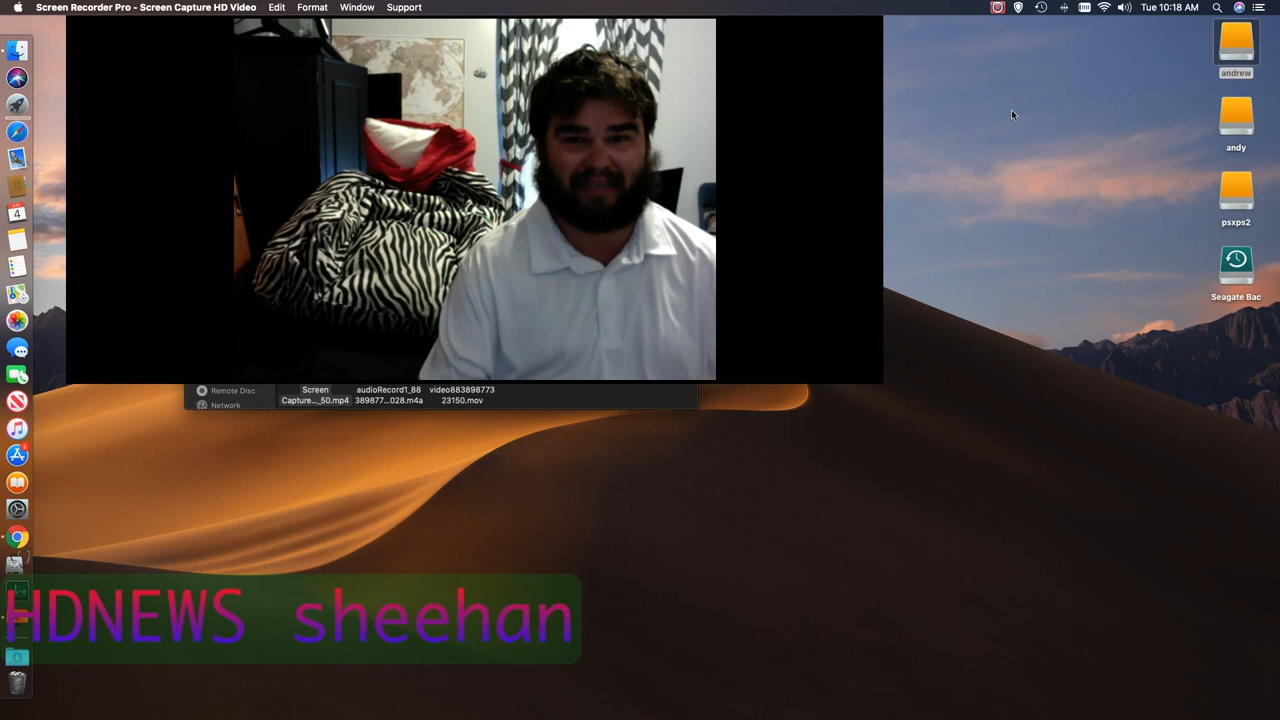 Screen Recorder Pro - Screen Capture HD Video Edit Format Window Support Tue 10:18 AM
andrew
andy
psxps2
Seagate Bac
4
Remote Disc Screen audioRecord1_88 video883898773
Network Capture..._50.mp4 389877...028.m4a 23150.mov
HDNEWS sheehan